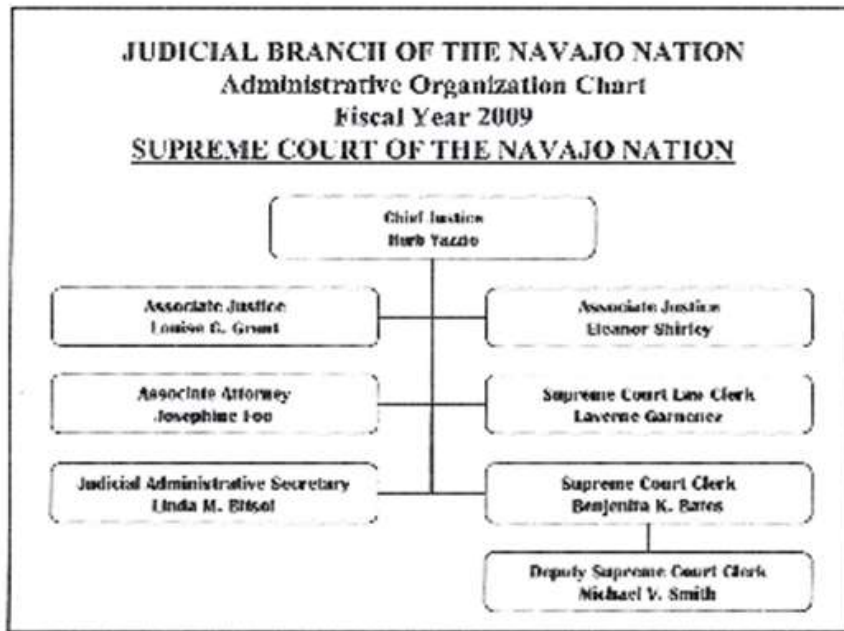 JUDICIAL BRANCH OF THE NAVAJO NATION
Administrative Organization Chart
Fiscal Year 2009
SUPREME COURT OF THE NAVAJO NATION
Chief Justice
Herb Yazzie
Associate Justice
Louise G. Grant
Associate Justice
Eleanor Shirley
Associate Attorney
Josephine Foo
Supreme Court Law Clerk
Laverne Garnenez
Judicial Administrative Secretary
Linda M. Bitsoi
Supreme Court Clerk
Benjenita K. Bates
Deputy Supreme Court Clerk
Michael V. Smith